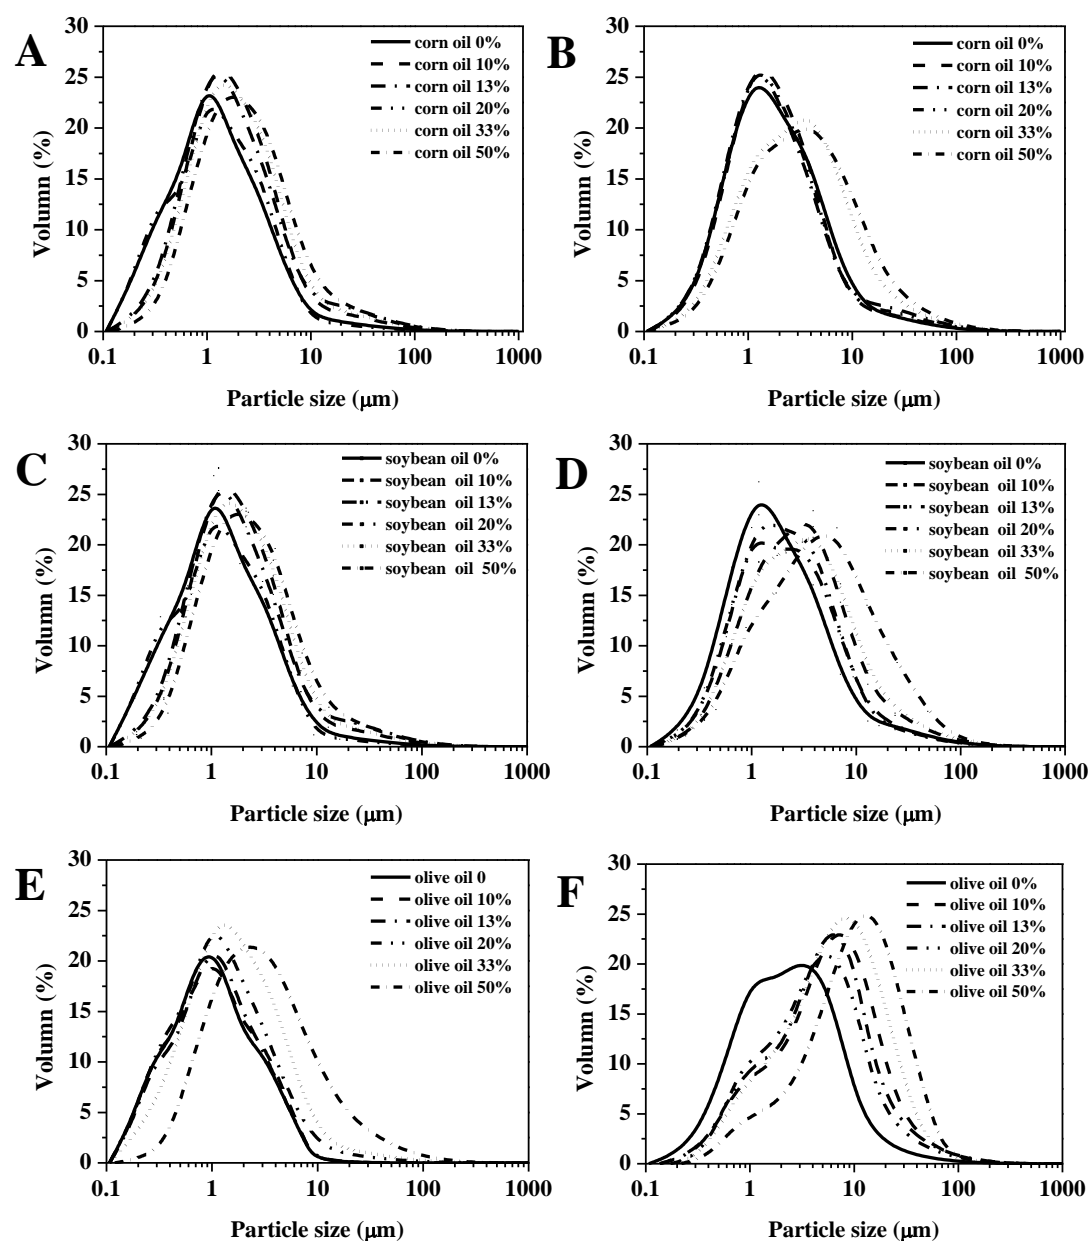 A
30
25
20
15
10
5
0
Volumn (%)
corn oil 0%
corn oil 10%
corn oil 13%
corn oil 20%
corn oil 33%
corn oil 50%
0.1 1 10 100 1000
Particle size (μm)
B
30
25
20
15
10
5
0
Volumn (%)
corn oil 0%
corn oil 10%
corn oil 13%
corn oil 20%
corn oil 33%
corn oil 50%
0.1 1 10 100 1000
Particle size (μm)
C
30
25
20
15
10
5
0
Volumn (%)
soybean oil 0%
soybean oil 10%
soybean oil 13%
soybean oil 20%
soybean oil 33%
soybean oil 50%
0.1 1 10 100 1000
Particle size (μm)
D
30
25
20
15
10
5
0
Volumn (%)
soybean oil 0%
soybean oil 10%
soybean oil 13%
soybean oil 20%
soybean oil 33%
soybean oil 50%
0.1 1 10 100 1000
Particle size (μm)
E
30
25
20
15
10
5
0
Volumn (%)
olive oil 0
olive oil 10%
olive oil 13%
olive oil 20%
olive oil 33%
olive oil 50%
0.1 1 10 100 1000
Particle size (μm)
F
30
25
20
15
10
5
0
Volumn (%)
olive oil 0%
olive oil 10%
olive oil 13%
olive oil 20%
olive oil 33%
olive oil 50%
0.1 1 10 100 1000
Particle size (μm)